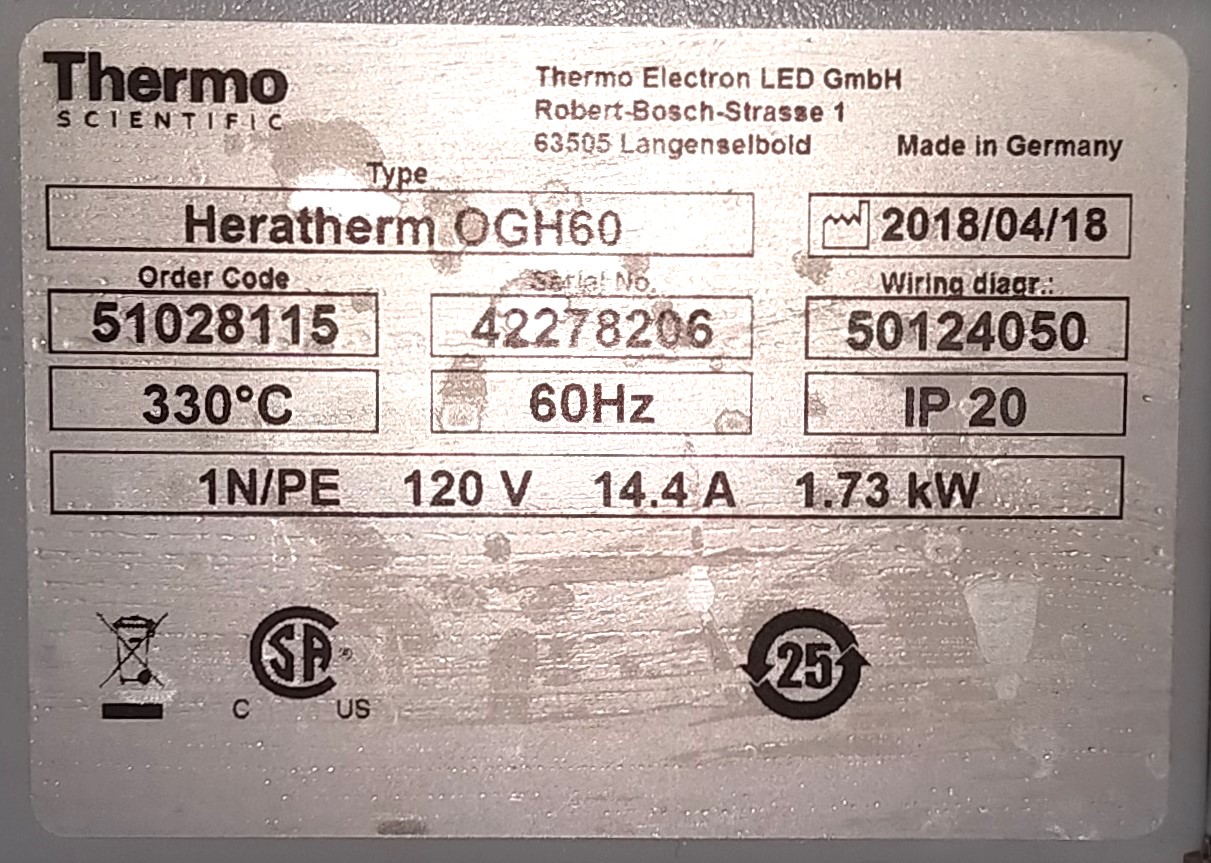 Thermo
SCIENTIFIC
Thermo Electron LED GmbH
Robert-Bosch-Strasse 1
63505 Langenselbold
Made in Germany
Type
Heratherm OGH60
2018/04/18
Order Code
Serial No.
Wiring diagr.:
51028115
42278206
50124050
330°C
60Hz
IP 20
1N/PE 120 V 14.4 A 1.73 kW
SA
®
C US
25